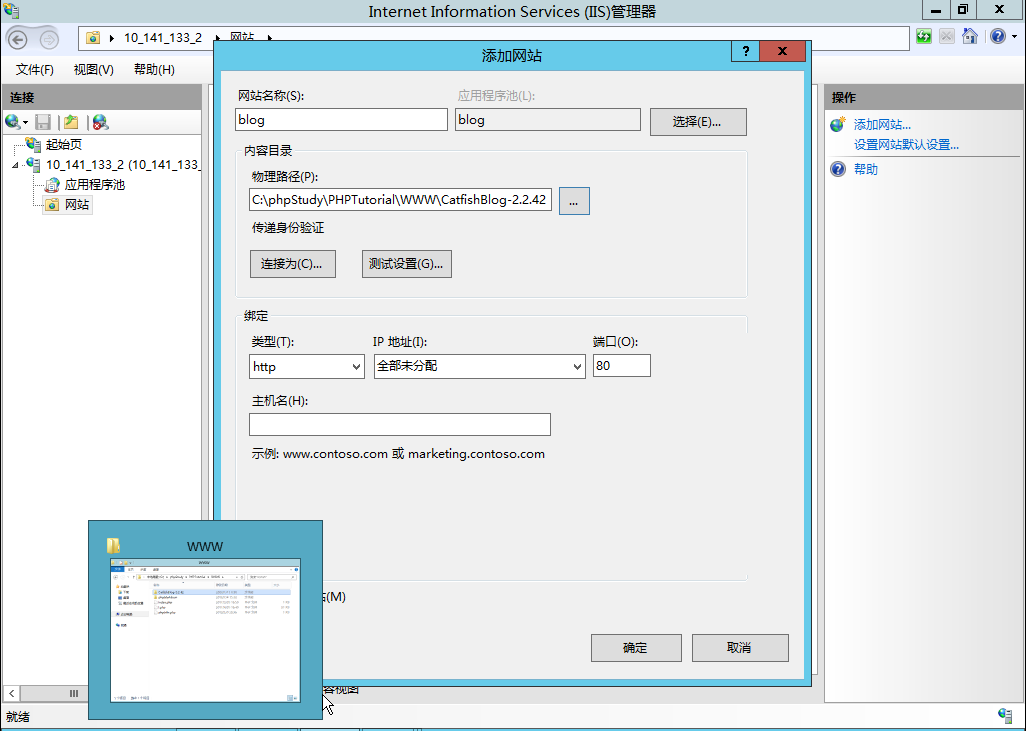 Internet Information Services (IIS)管理器
10_141_133_2
网站
文件(F) 视图(V) 帮助(H)
连接
起始页
10_141_133_2 (10_141_133_
应用程序池
网站
就绪
添加网站
?
X
网站名称(S):
应用程序池(L):
blog
blog
选择(E)...
内容目录
物理路径(P):
C:\phpStudy\PHPTutorial\WWW\CatfishBlog-2.2.42
...
传递身份验证
连接为(C)...
测试设置(G)...
绑定
类型(T):
IP 地址(I):
端口(O):
http
全部未分配
80
主机名(H):
示例: www.contoso.com 或 marketing.contoso.com
(M)
确定
取消
容视图
WWW
操作
添加网站...
设置网站默认设置...
帮助